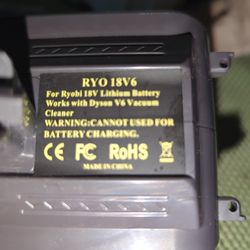 RYO 18V6
For Ryobi 18V Lithium Battery
Works with Dyson V6 Vacuum
Cleaner
WARNING:CANNOT USED FOR
BATTERY CHARGING.
CE FC RoHS
MADE IN CHINA